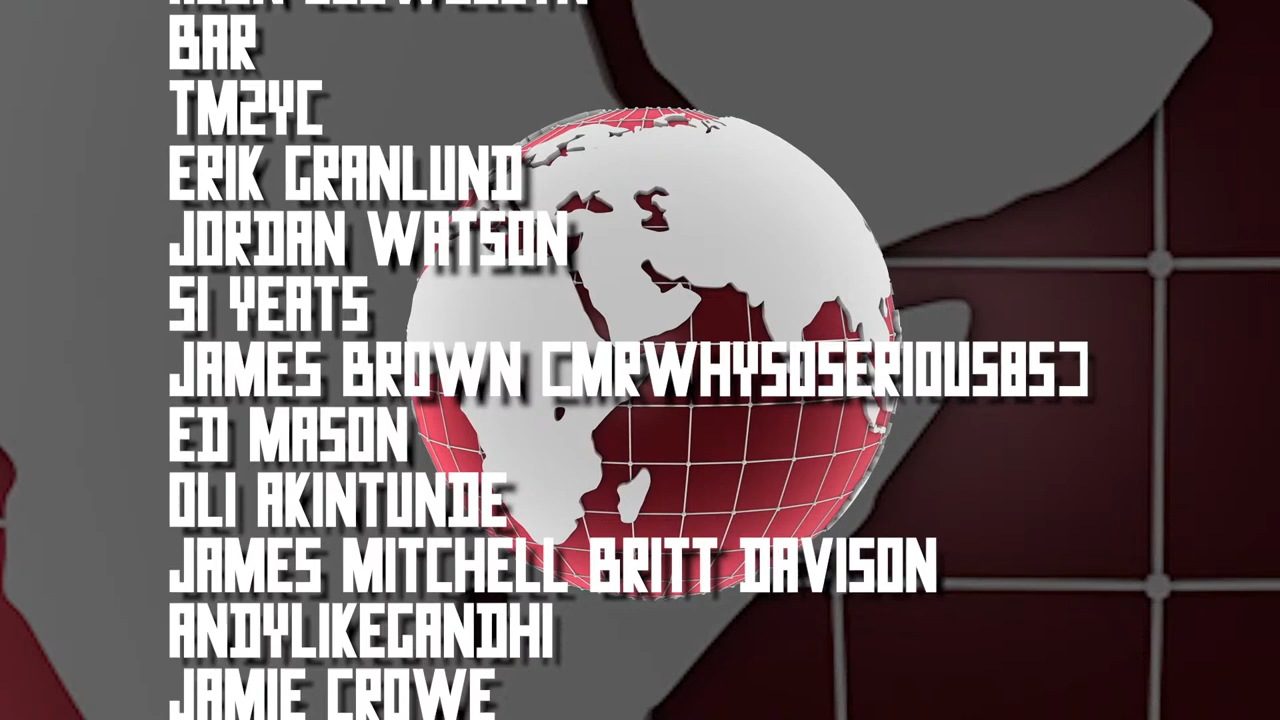 BAR
TM2YC
ERIK GRANLUND
JORDAN WATSON
SI YEATS
JAMES BROWN [MRWHYSOSERIOUS85]
ED MASON
OLI AKINTUNDE
JAMES MITCHELL BRITT DAVISON
ANDYLIKEGANDHI
JAMIE CROWE